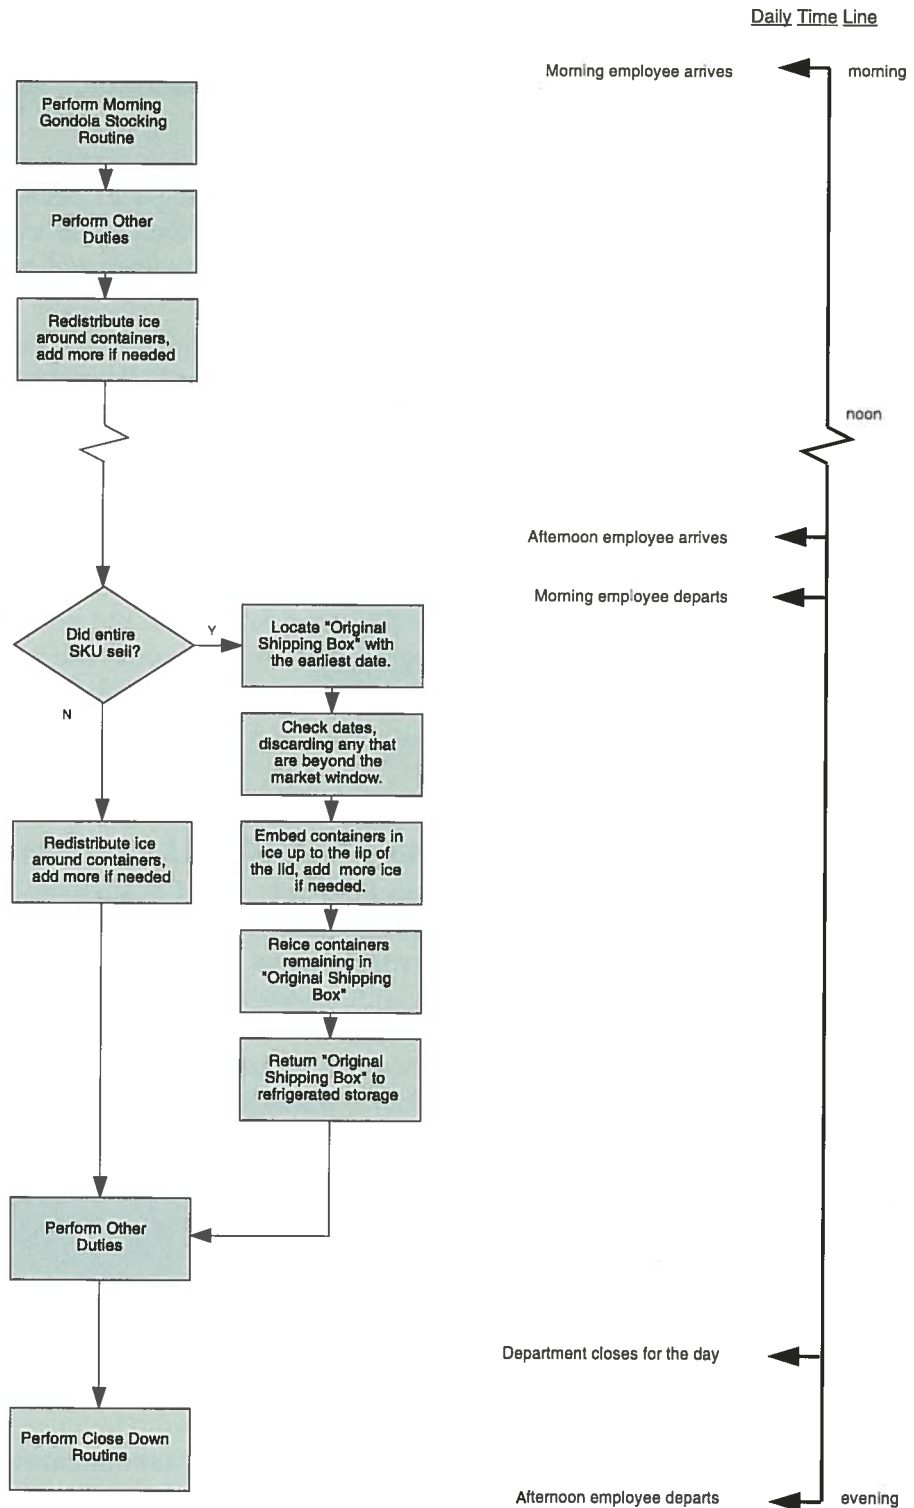 Daily Time Line
Morning employee arrives
morning
Perform Morning
Gondola Stocking
Routine
Perform Other
Duties
Redistribute ice
around containers,
add more if needed
noon
Afternoon employee arrives
Morning employee departs
Did entire
SKU sell?
Y
N
Locate "Original
Shipping Box" with
the earliest date.
Check dates,
discarding any that
are beyond the
market window.
Redistribute ice
around containers,
add more if needed
Embed containers in
ice up to the lip of
the lid, add more ice
if needed.
Reice containers
remaining in
"Original Shipping
Box"
Return "Original
Shipping Box" to
refrigerated storage
Perform Other
Duties
Department closes for the day
Perform Close Down
Routine
Afternoon employee departs
evening